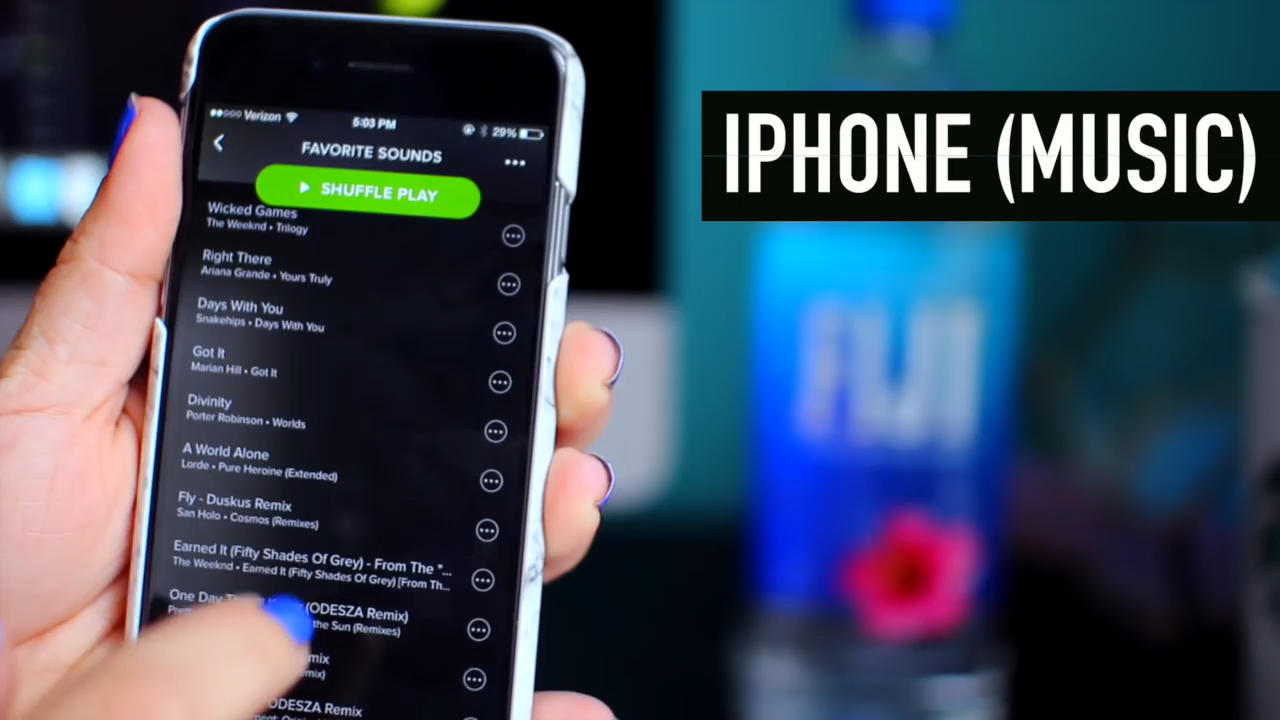 IPHONE (MUSIC)
Verizon
5:03 PM
29%
FAVORITE SOUNDS
SHUFFLE PLAY
Wicked Games
The Weeknd • Trilogy
Right There
Ariana Grande • Yours Truly
Days With You
Snakehips • Days With You
Got It
Marian Hill • Got It
Divinity
Porter Robinson • Worlds
A World Alone
Lorde • Pure Heroine (Extended)
Fly - Duskus Remix
San Holo • Cosmos (Remixes)
Earned It (Fifty Shades Of Grey) - From The "...
The Weeknd • Earned It (Fifty Shades Of Grey) [From Th...
One Day (ODESZA Remix)
the Sun (Remixes)
ODESZA Remix
FIJI